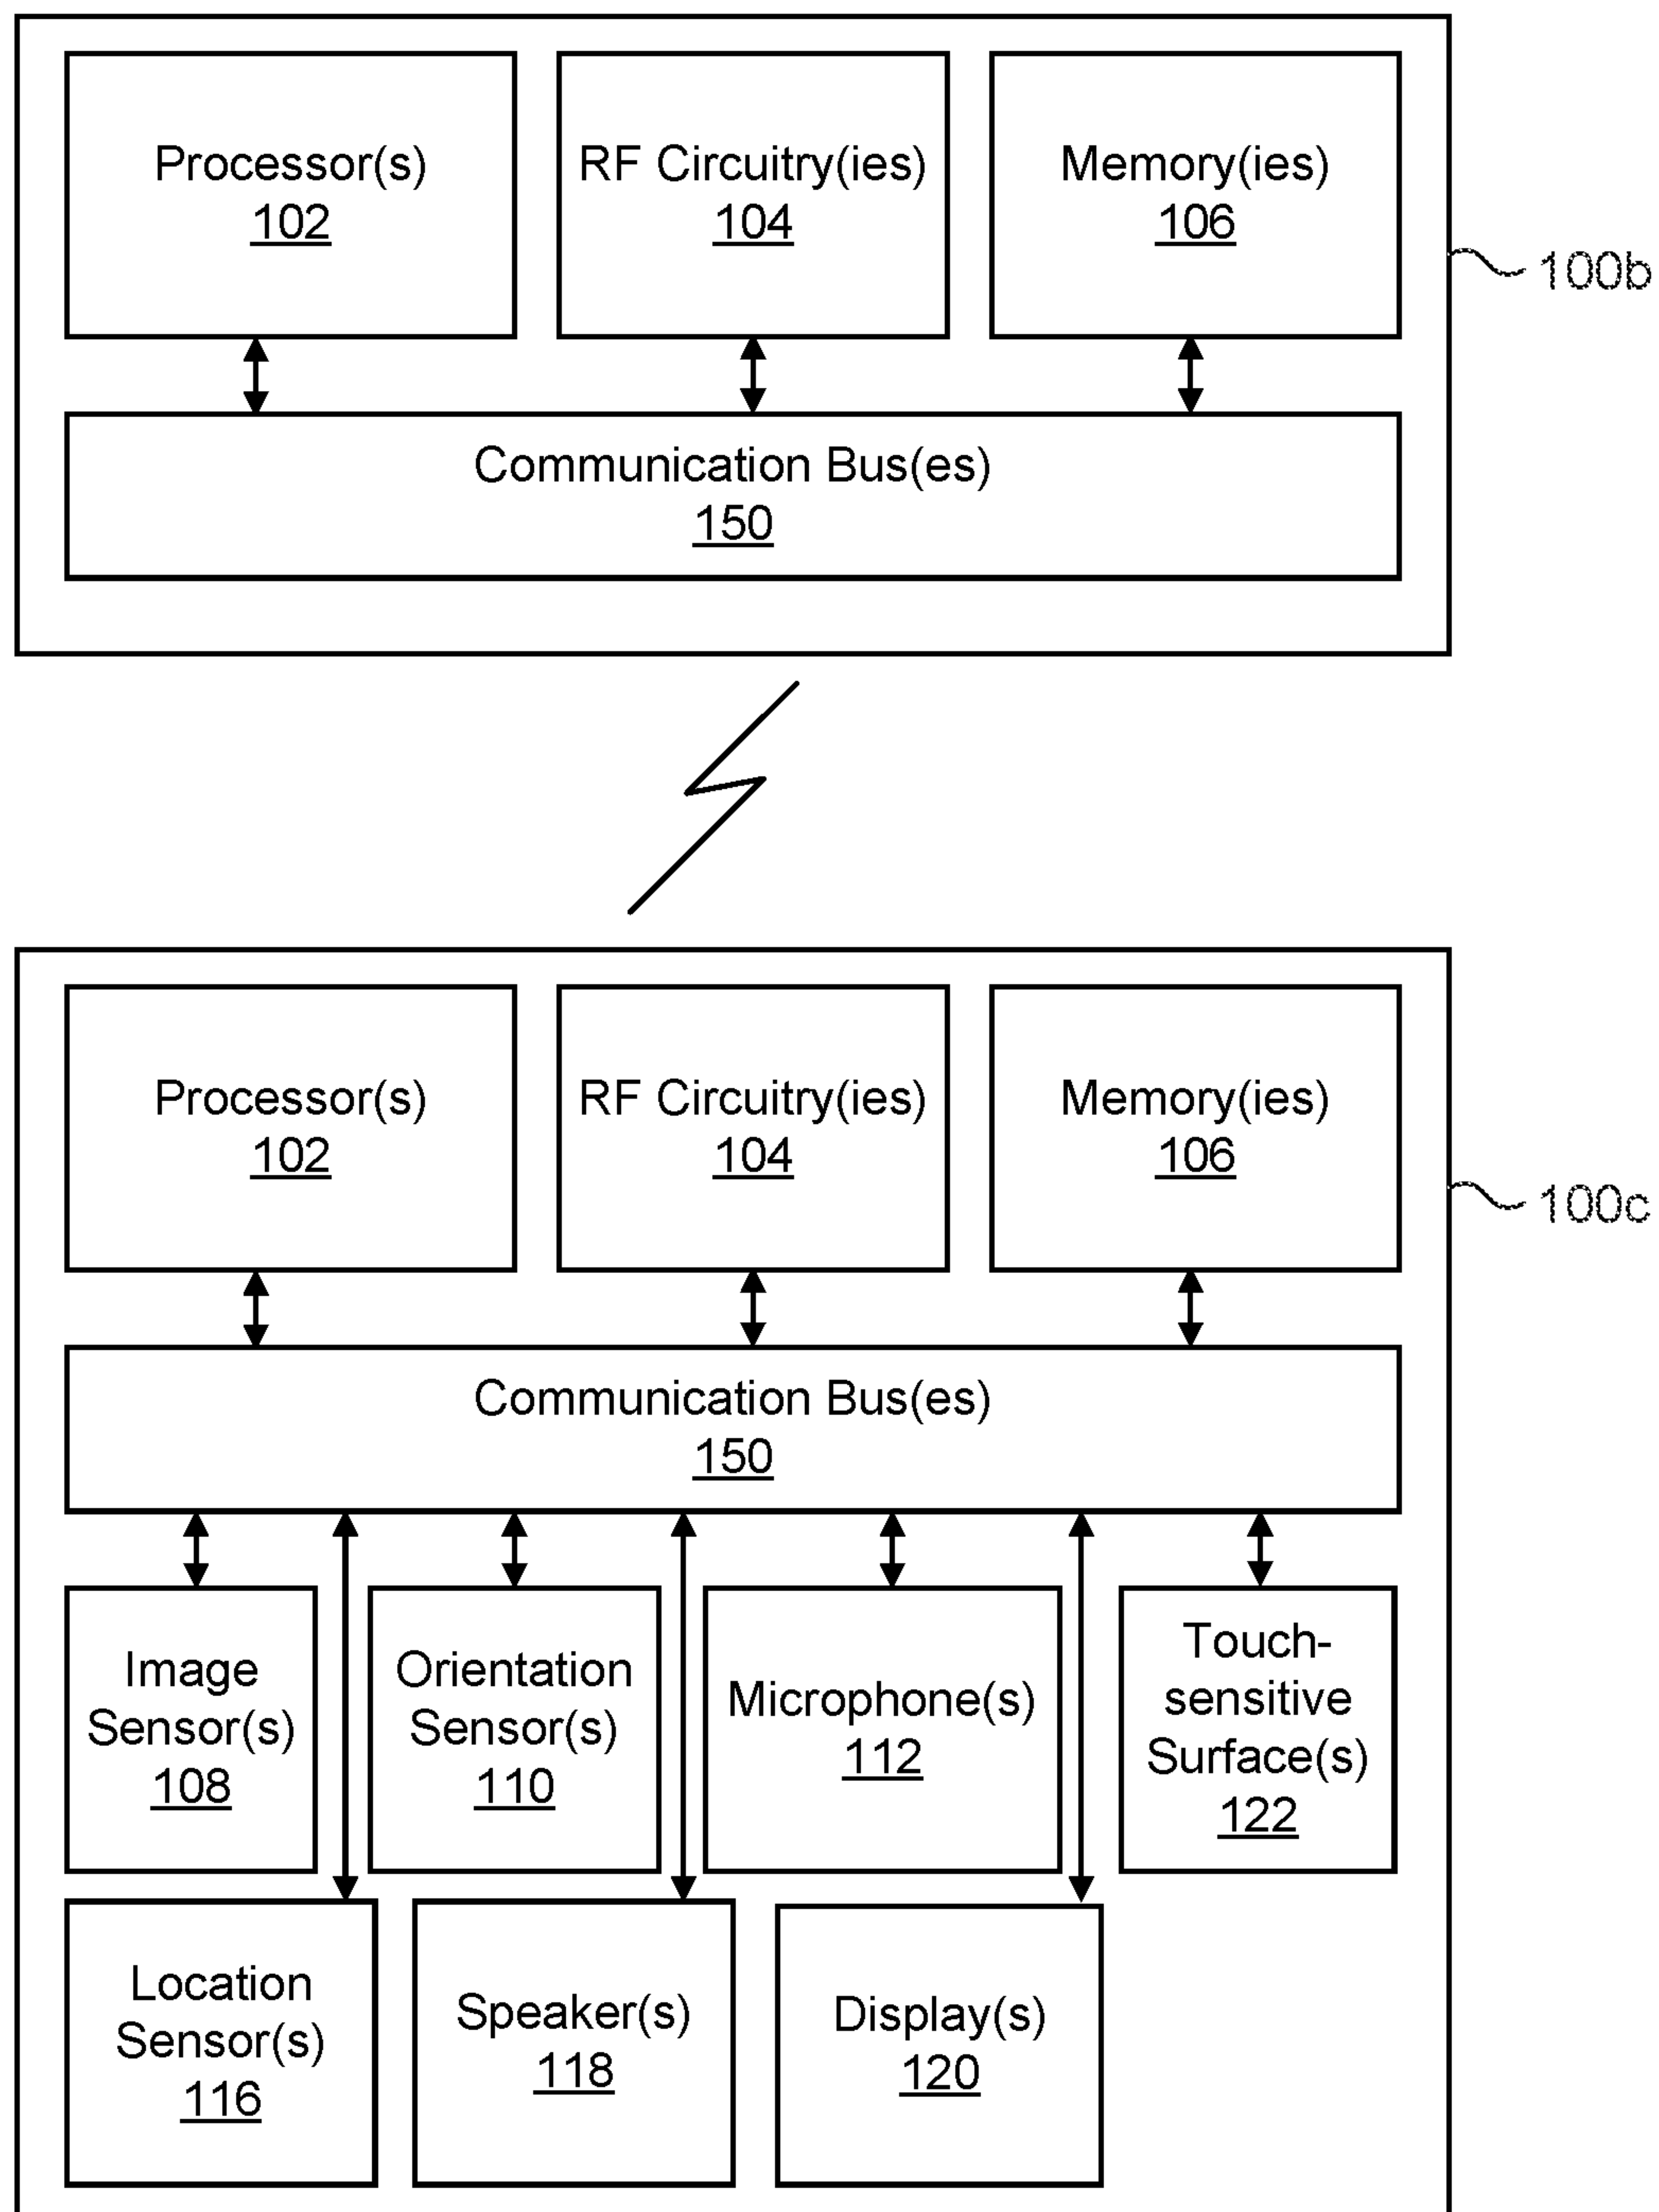 Processor(s)
102
RF Circuitry(ies)
104
Memory(ies)
106
100b
Communication Bus(es)
150
Processor(s)
102
RF Circuitry(ies)
104
Memory(ies)
106
100c
Communication Bus(es)
150
Image
Sensor(s)
108
Orientation
Sensor(s)
110
Microphone(s)
112
Touch-
sensitive
Surface(s)
122
Location
Sensor(s)
116
Speaker(s)
118
Display(s)
120